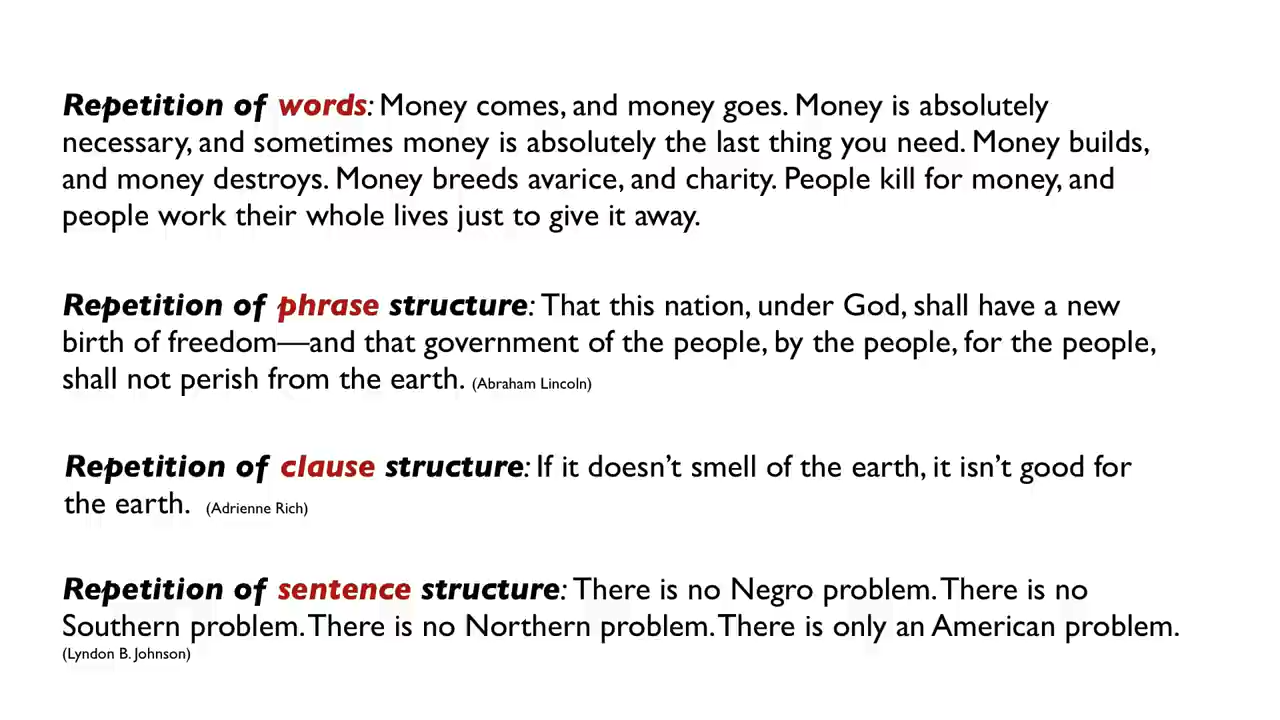 Repetition of words: Money comes, and money goes. Money is absolutely
necessary, and sometimes money is absolutely the last thing you need. Money builds,
and money destroys. Money breeds avarice, and charity. People kill for money, and
people work their whole lives just to give it away.
Repetition of phrase structure: That this nation, under God, shall have a new
birth of freedom—and that government of the people, by the people, for the people,
shall not perish from the earth. (Abraham Lincoln)
Repetition of clause structure: If it doesn’t smell of the earth, it isn’t good for
the earth. (Adrienne Rich)
Repetition of sentence structure: There is no Negro problem. There is no
Southern problem. There is no Northern problem. There is only an American problem.
(Lyndon B. Johnson)